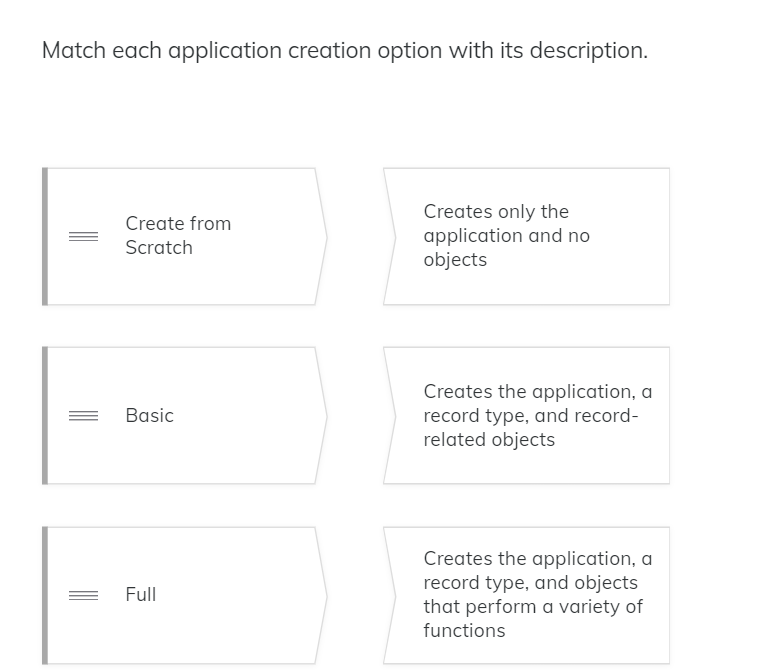 Match each application creation option with its description.
Create from
Scratch
Creates only the
application and no
objects
Basic
Creates the application, a
record type, and record-
related objects
Full
Creates the application, a
record type, and objects
that perform a variety of
functions